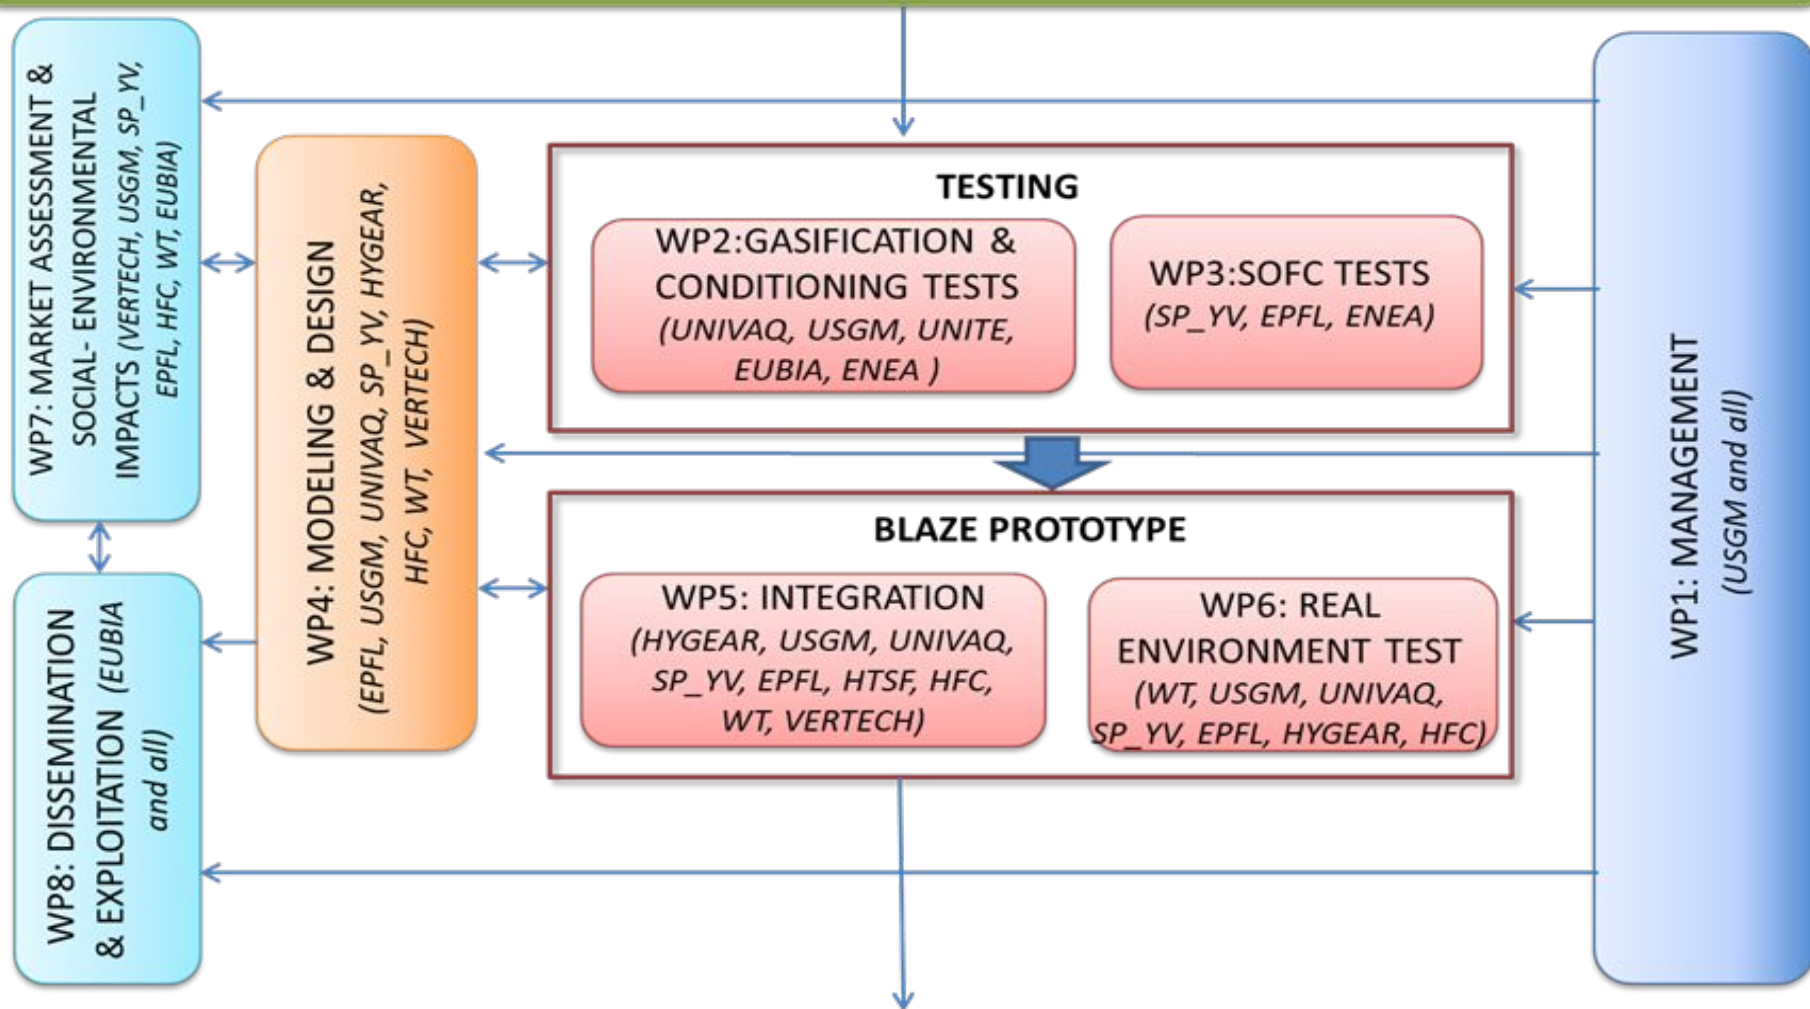 WP7: MARKET ASSESSMENT &
SOCIAL- ENVIRONMENTAL
IMPACTS (VERTECH, USGM, SP_YV,
EPFL, HFC, WT, EUBIA)
WP8: DISSEMINATION
& EXPLOITATION (EUBIA
and all)
WP4: MODELING & DESIGN
(EPFL, USGM, UNIVAQ, SP_YV, HYGEAR,
HFC, WT, VERTECH)
TESTING
WP2:GASIFICATION &
CONDITIONING TESTS
(UNIVAQ, USGM, UNITE,
EUBIA, ENEA )
WP3:SOFC TESTS
(SP_YV, EPFL, ENEA)
BLAZE PROTOTYPE
WP5: INTEGRATION
(HYGEAR, USGM, UNIVAQ,
SP_YV, EPFL, HTSF, HFC,
WT, VERTECH)
WP6: REAL
ENVIRONMENT TEST
(WT, USGM, UNIVAQ,
SP_YV, EPFL, HYGEAR, HFC)
WP1: MANAGEMENT
(USGM and all)